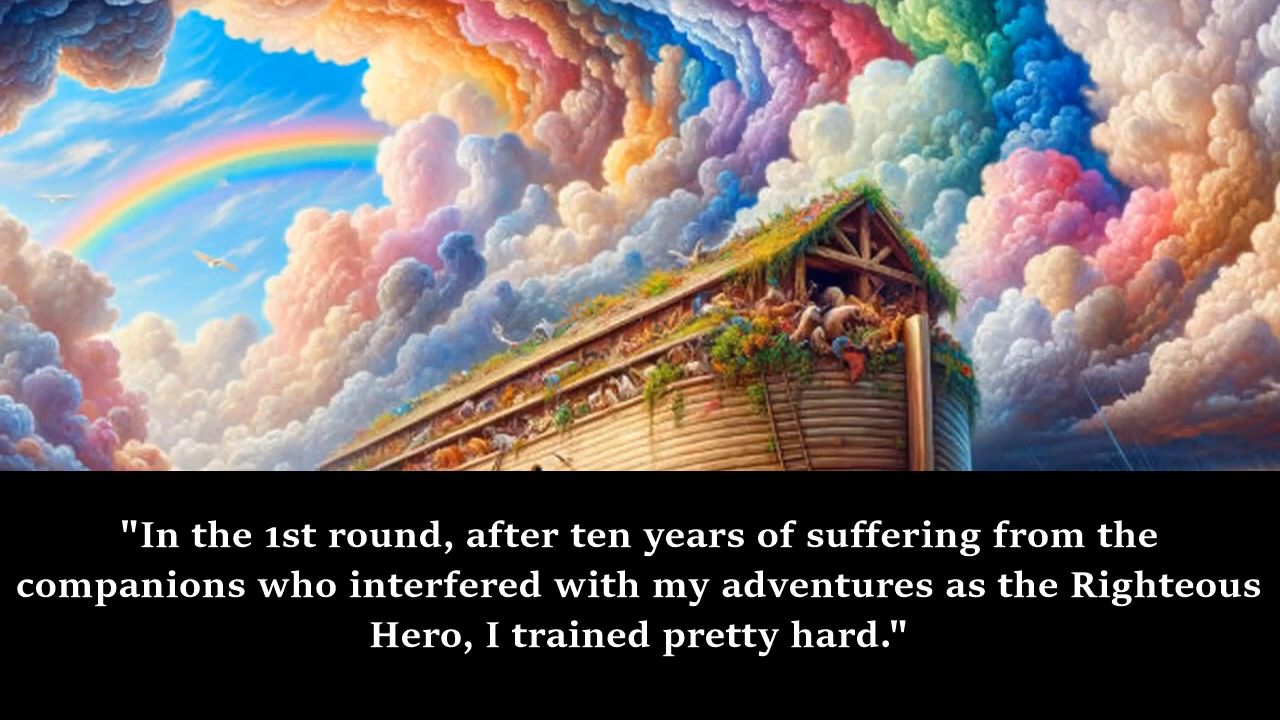 "In the 1st round, after ten years of suffering from the
companions who interfered with my adventures as the Righteous
Hero, I trained pretty hard."